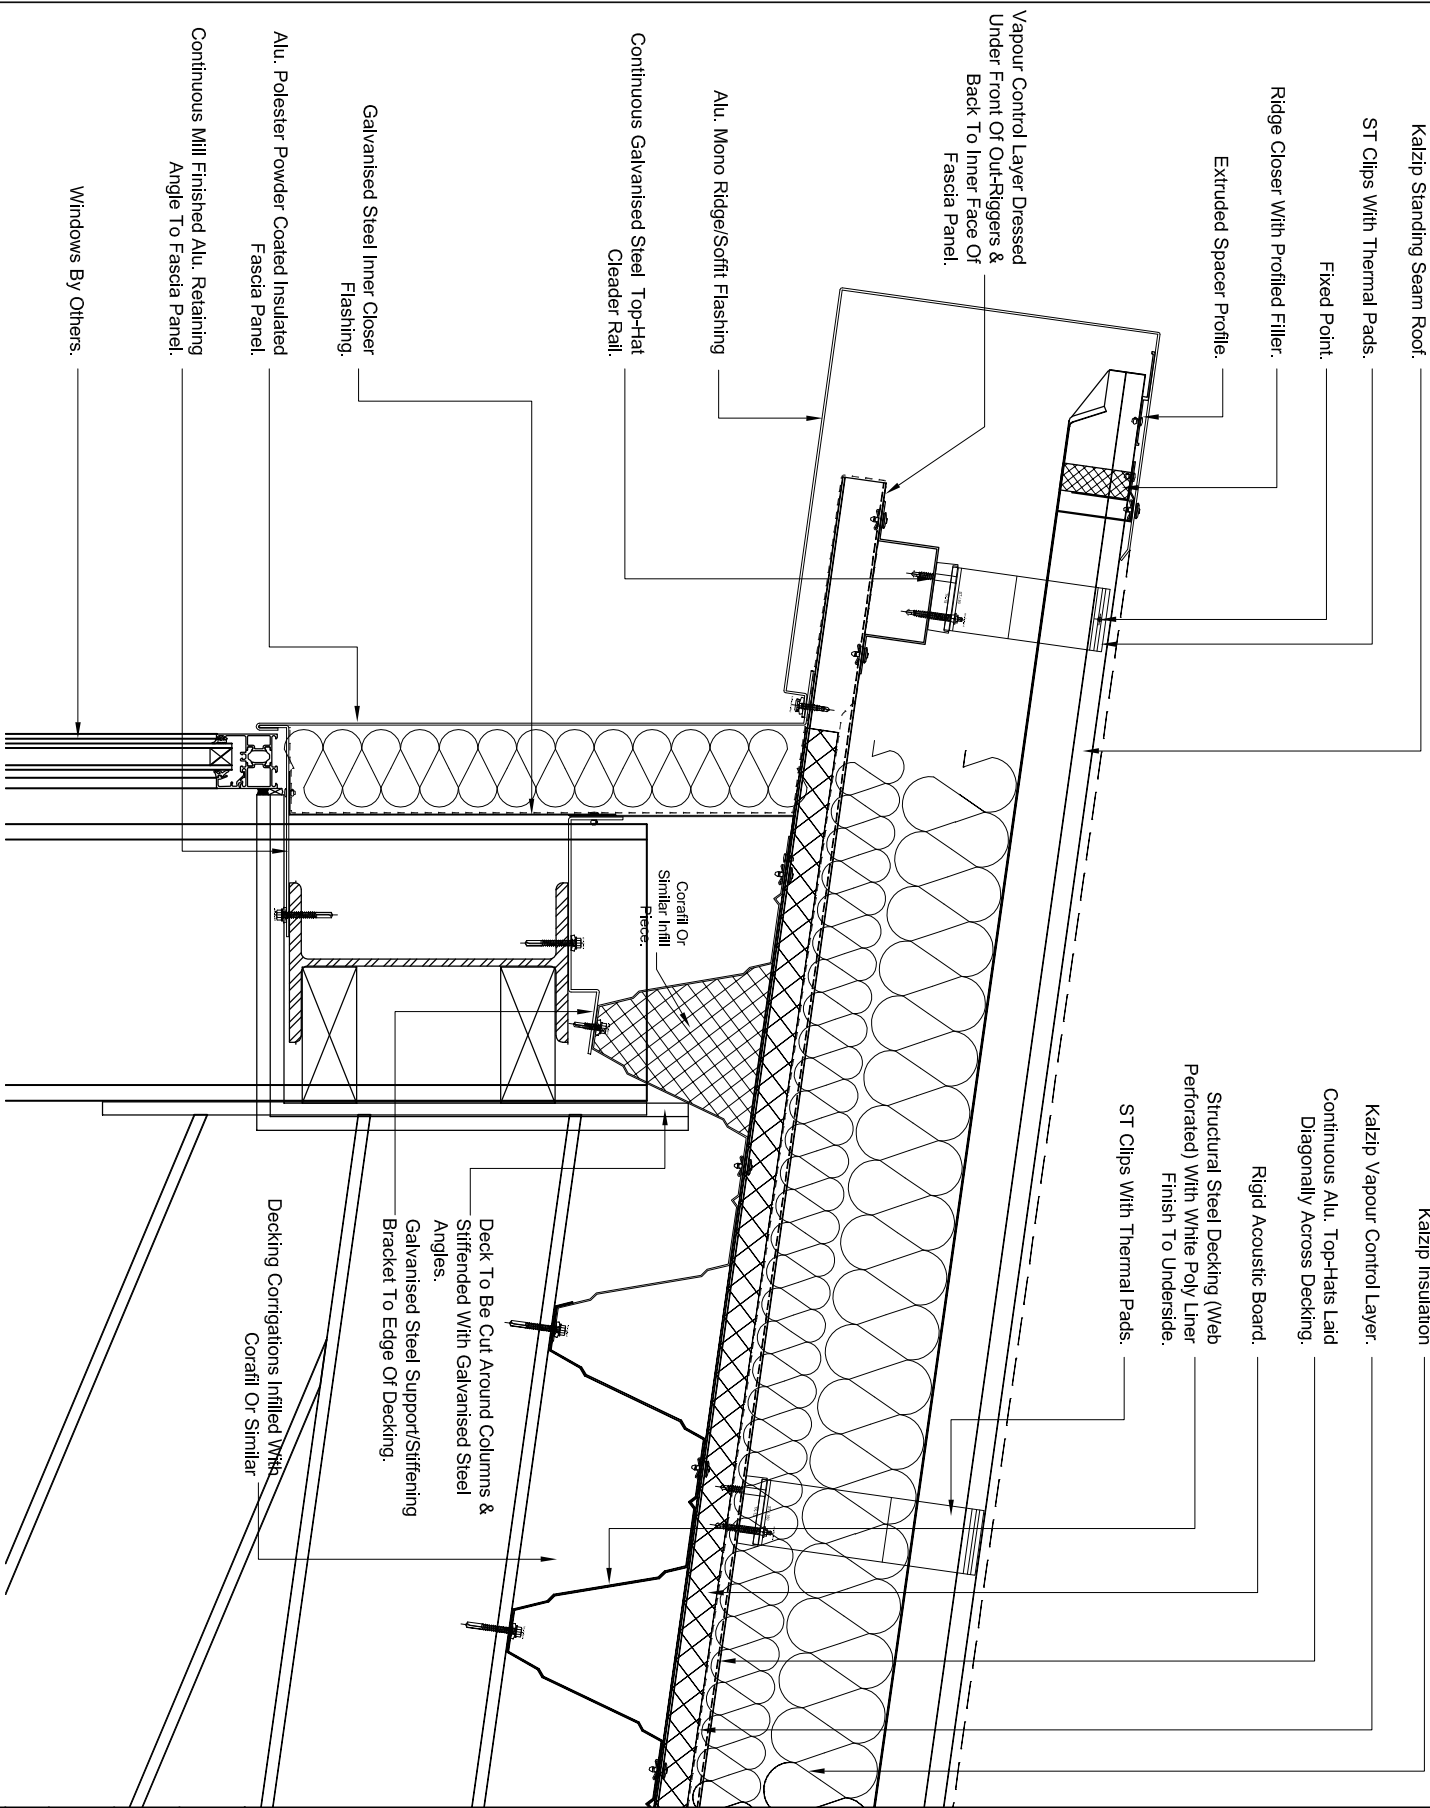 Kalzip Standing Seam Roof.
ST Clips With Thermal Pads.
Fixed Point.
Ridge Closer With Profiled Filler.
Extruded Spacer Profile.
Vapour Control Layer Dressed
Under Front Of Out-Riggers &
Back To Inner Face Of
Fascia Panel.
Alu. Mono Ridge/Soffit Flashing
Continuous Galvanised Steel Top-Hat
Cleader Rail.
Galvanised Steel Inner Closer
Flashing.
Alu. Polester Powder Coated Insulated
Fascia Panel.
Continuous Mill Finished Alu. Retaining
Angle To Fascia Panel.
Windows By Others.
Corafil Or
Similar Infill
Piece.
Kalzip Insulation
Kalzip Vapour Control Layer.
Continuous Alu. Top-Hats Laid
Diagonally Across Decking.
Rigid Acoustic Board.
Structural Steel Decking (Web
Perforated) With White Poly Liner
Finish To Underside.
ST Clips With Thermal Pads.
Deck To Be Cut Around Columns &
Stiffended With Galvanised Steel
Angles.
Galvanised Steel Support/Stiffening
Bracket To Edge Of Decking.
Decking Corrigations Infilled With
Corafil Or Similar